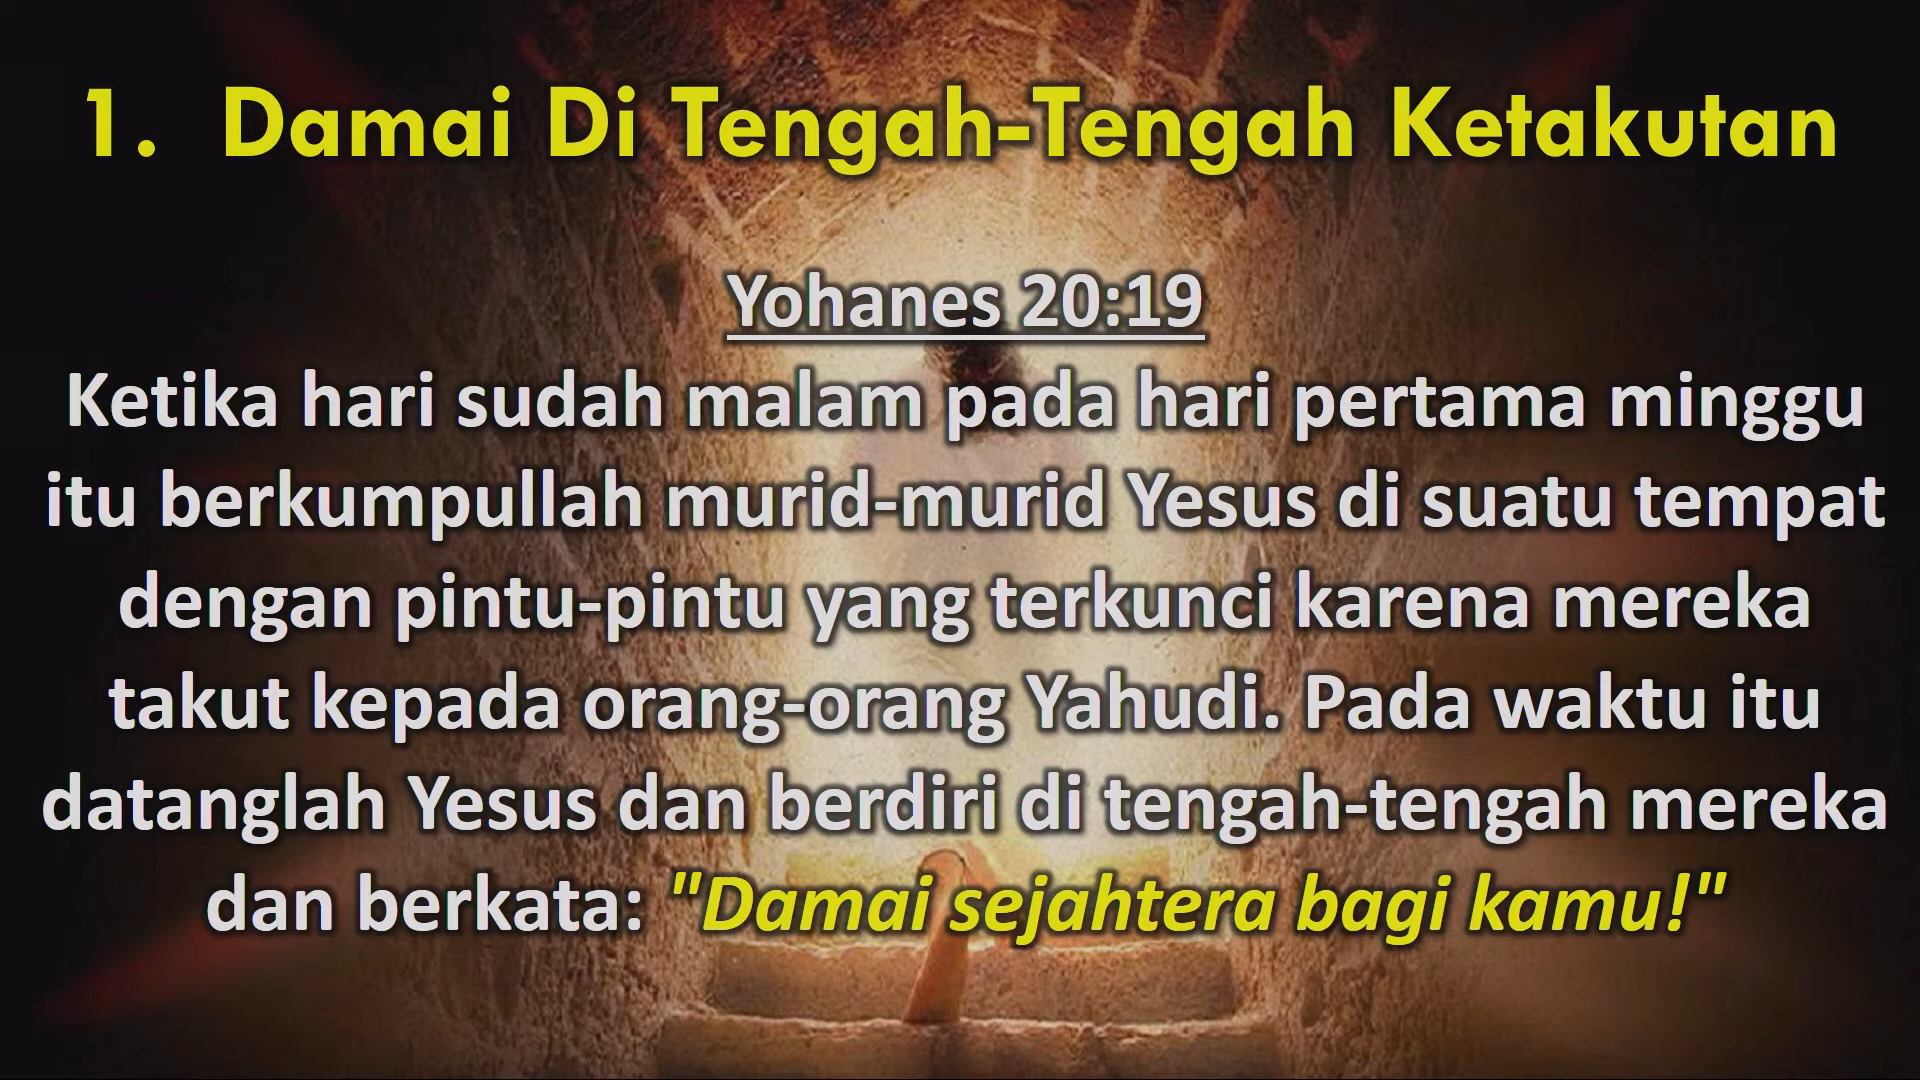 1. Damai Di Tengah-Tengah Ketakutan
Yohanes 20:19
Ketika hari sudah malam pada hari pertama minggu
itu berkumpullah murid-murid Yesus di suatu tempat
dengan pintu-pintu yang terkunci karena mereka
takut kepada orang-orang Yahudi. Pada waktu itu
datanglah Yesus dan berdiri di tengah-tengah mereka
dan berkata: "Damai sejahtera bagi kamu!"